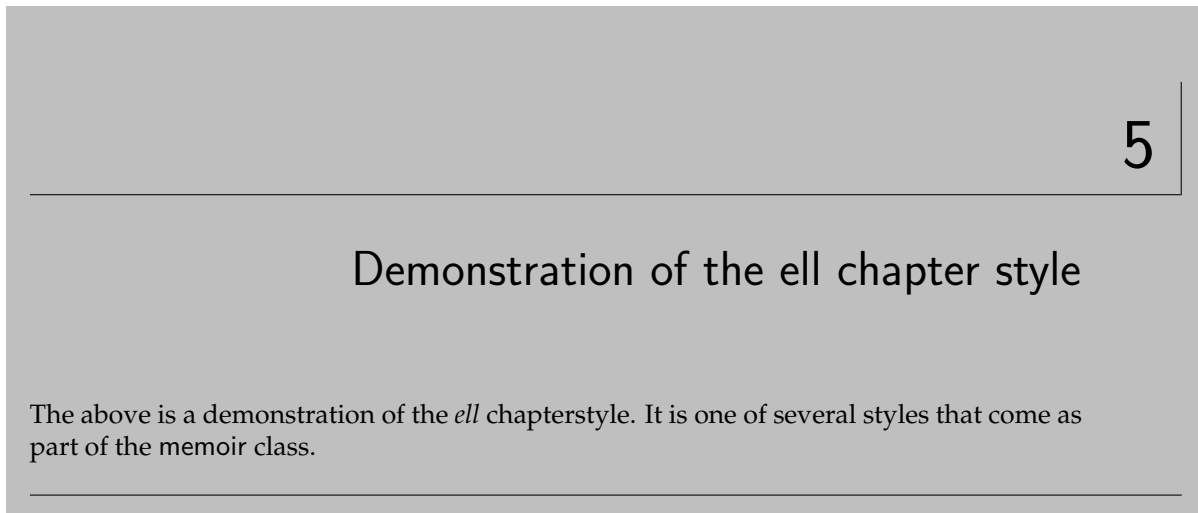 5
Demonstration of the ell chapter style
The above is a demonstration of the ell chapterstyle. It is one of several styles that come as
part of the memoir class.